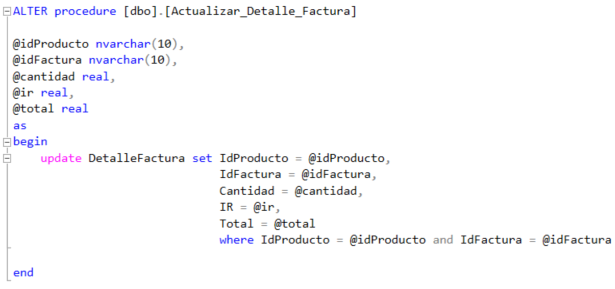 ALTER procedure [dbo].[Actualizar_Detalle_Factura]
@idProducto nvarchar(10),
@idFactura nvarchar(10),
@cantidad real,
@ir real,
@total real
as
begin
update DetalleFactura set IdProducto = @idProducto,
IdFactura = @idFactura,
Cantidad = @cantidad,
IR = @ir,
Total = @total
where IdProducto = @idProducto and IdFactura = @idFactura
end